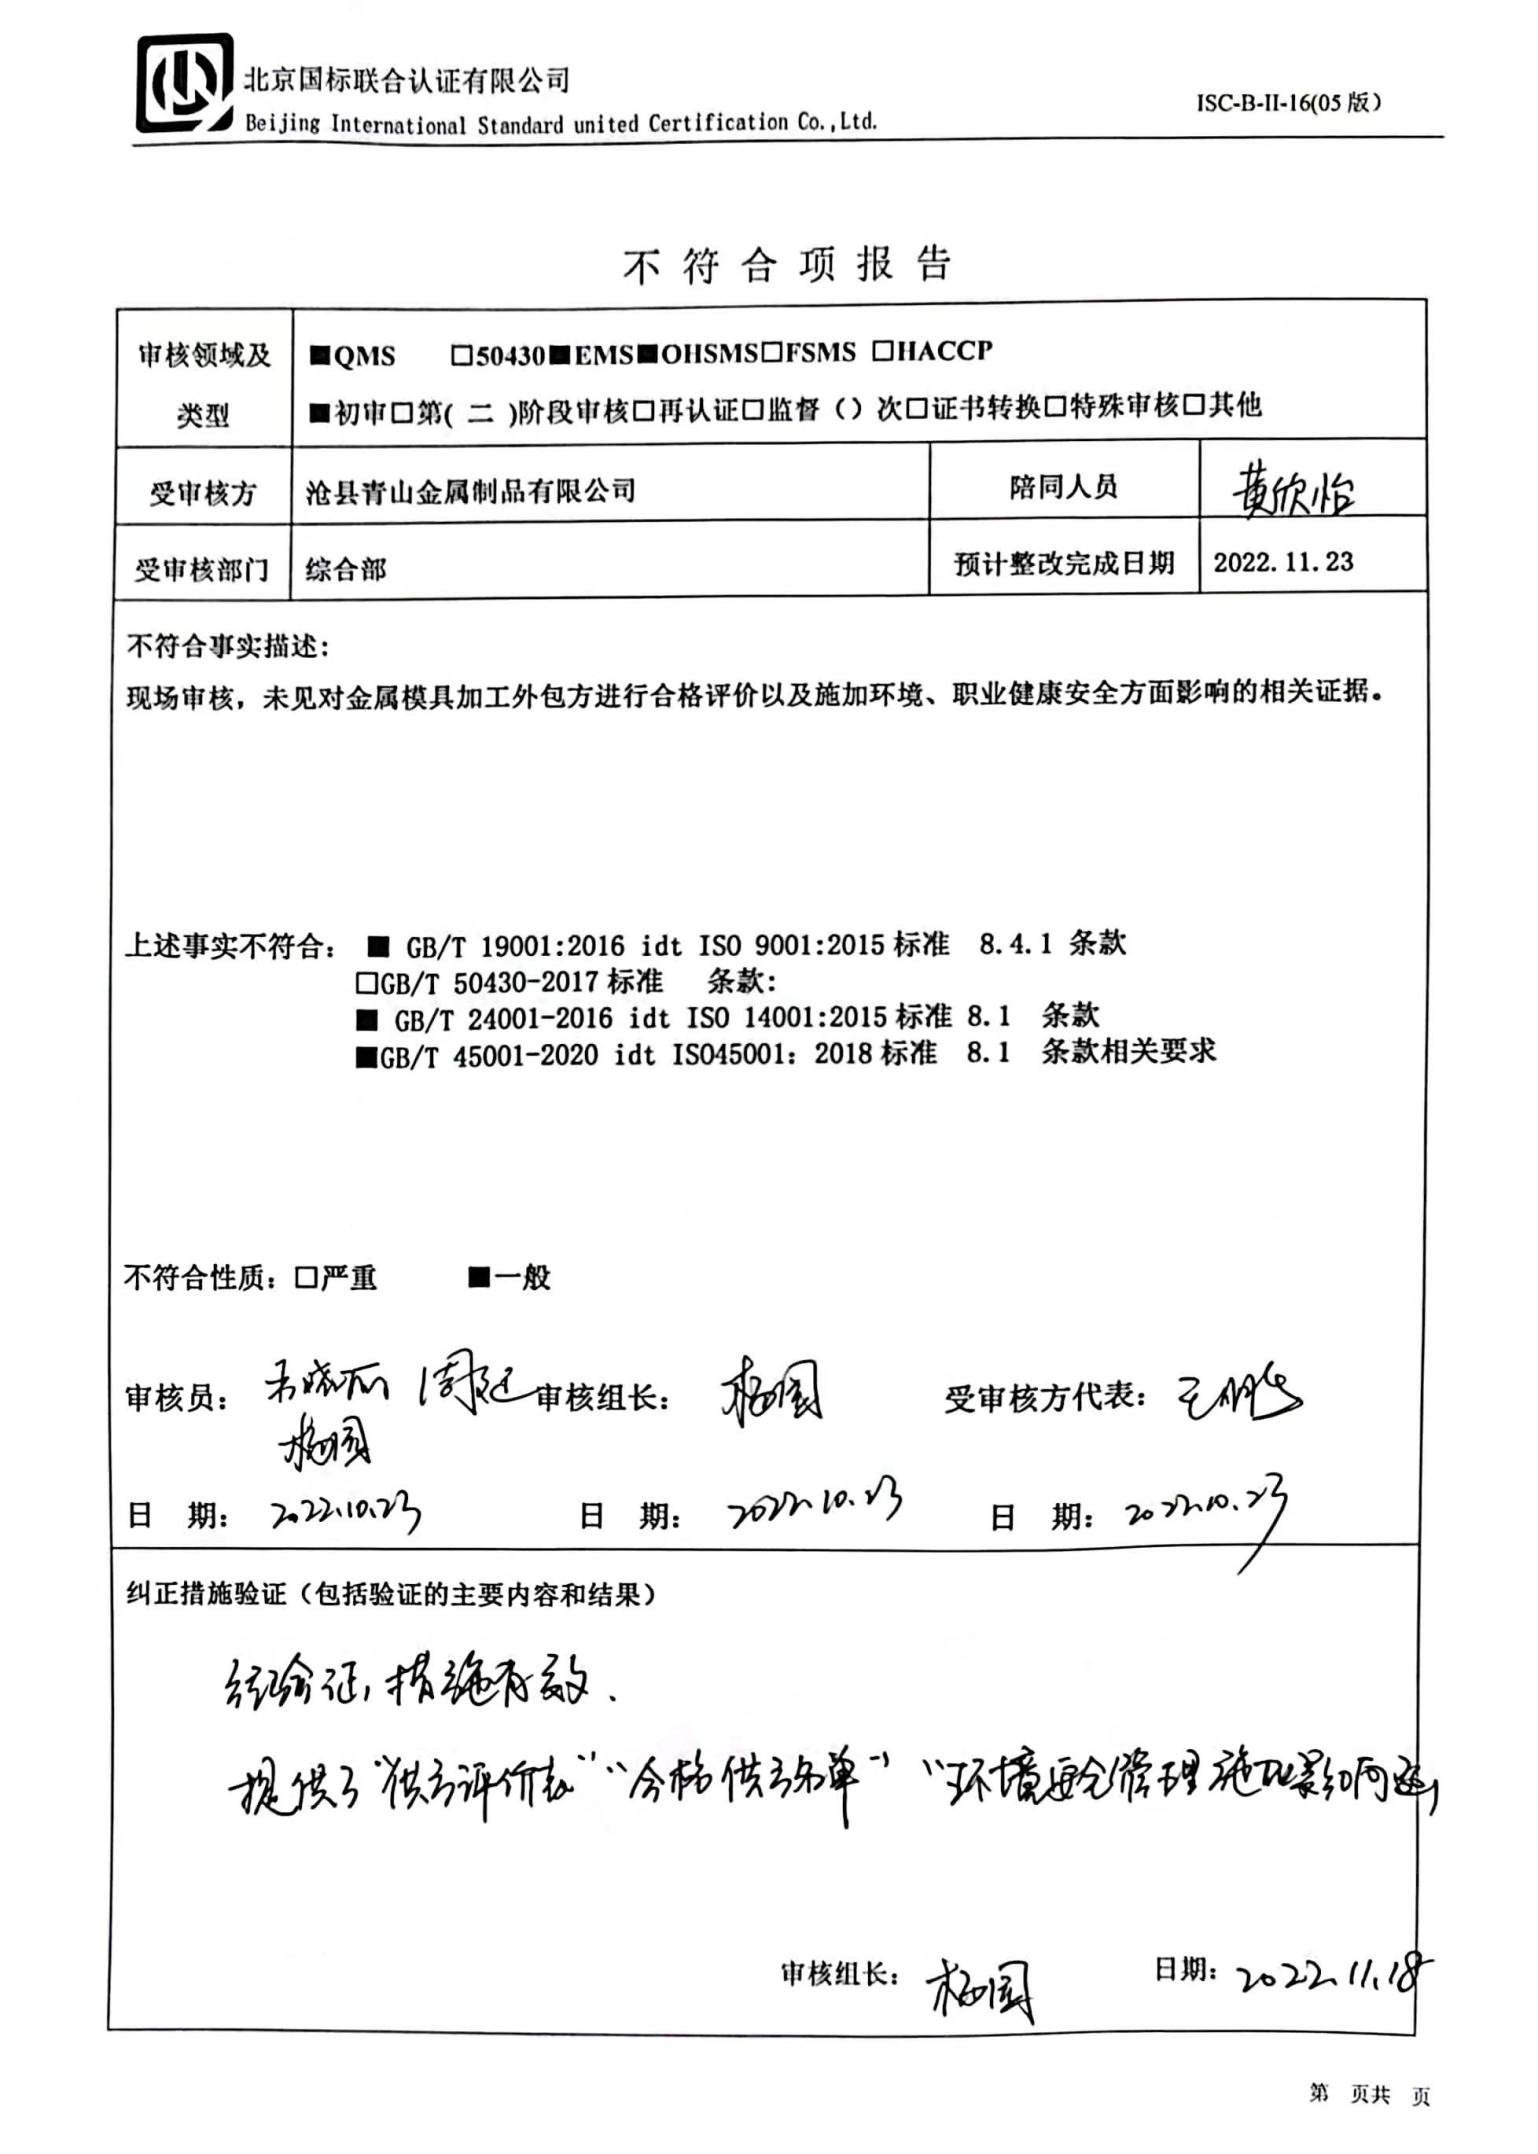 北京国标联合认证有限公司
Beijing International Standard united Certification Co.,Ltd.
ISC-B-II-16(05 版)
不符合项报告
审核领域及类型
■QMS □50430■EMS■OHSMS□FSMS □HACCP
■初审□第( 二 )阶段审核□再认证□监督（）次□证书转换□特殊审核□其他
受审核方 沧县青山金属制品有限公司 陪同人员 黄欣怡
受审核部门 综合部 预计整改完成日期 2022.11.23
不符合事实描述：
现场审核，未见对金属模具加工外包方进行合格评价以及施加环境、职业健康安全方面影响的相关证据。
上述事实不符合： ■ GB/T 19001:2016 idt ISO 9001:2015 标准 8.4.1 条款
□GB/T 50430-2017 标准 条款：
■ GB/T 24001-2016 idt ISO 14001:2015 标准 8.1 条款
■GB/T 45001-2020 idt ISO45001：2018 标准 8.1 条款相关要求
不符合性质：□严重 ■一般
审核员： 审核组长： 受审核方代表：
日 期： 2022.10.23 日 期： 2022.10.23 日 期： 2022.10.23
纠正措施验证（包括验证的主要内容和结果）
经验证，措施有效.
提供了“供方评价表”“合格供方名单”“环境安全管理施加影响
审核组长： 日期：2022.11.18
第 页共 页